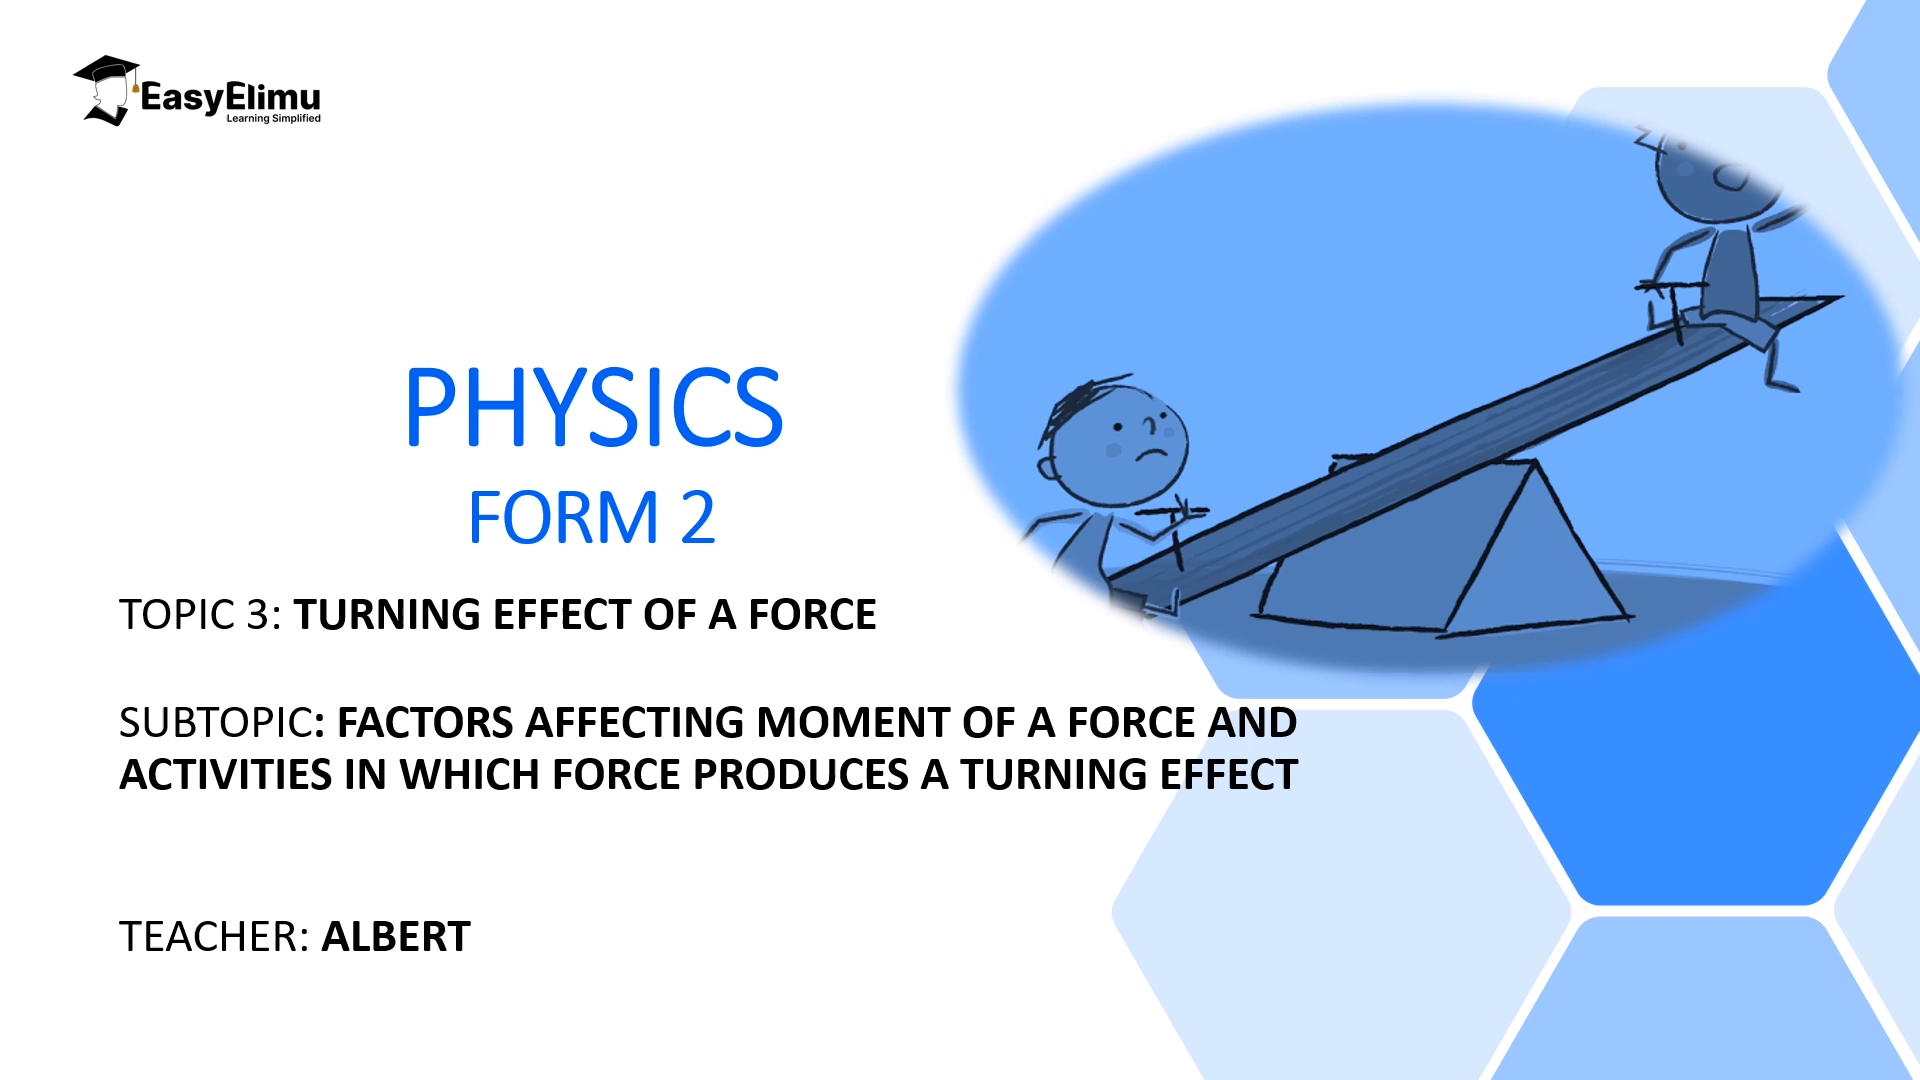 EasyElimu
Learning Simplified
PHYSICS
FORM 2
TOPIC 3: TURNING EFFECT OF A FORCE
SUBTOPIC: FACTORS AFFECTING MOMENT OF A FORCE AND
ACTIVITIES IN WHICH FORCE PRODUCES A TURNING EFFECT
TEACHER: ALBERT